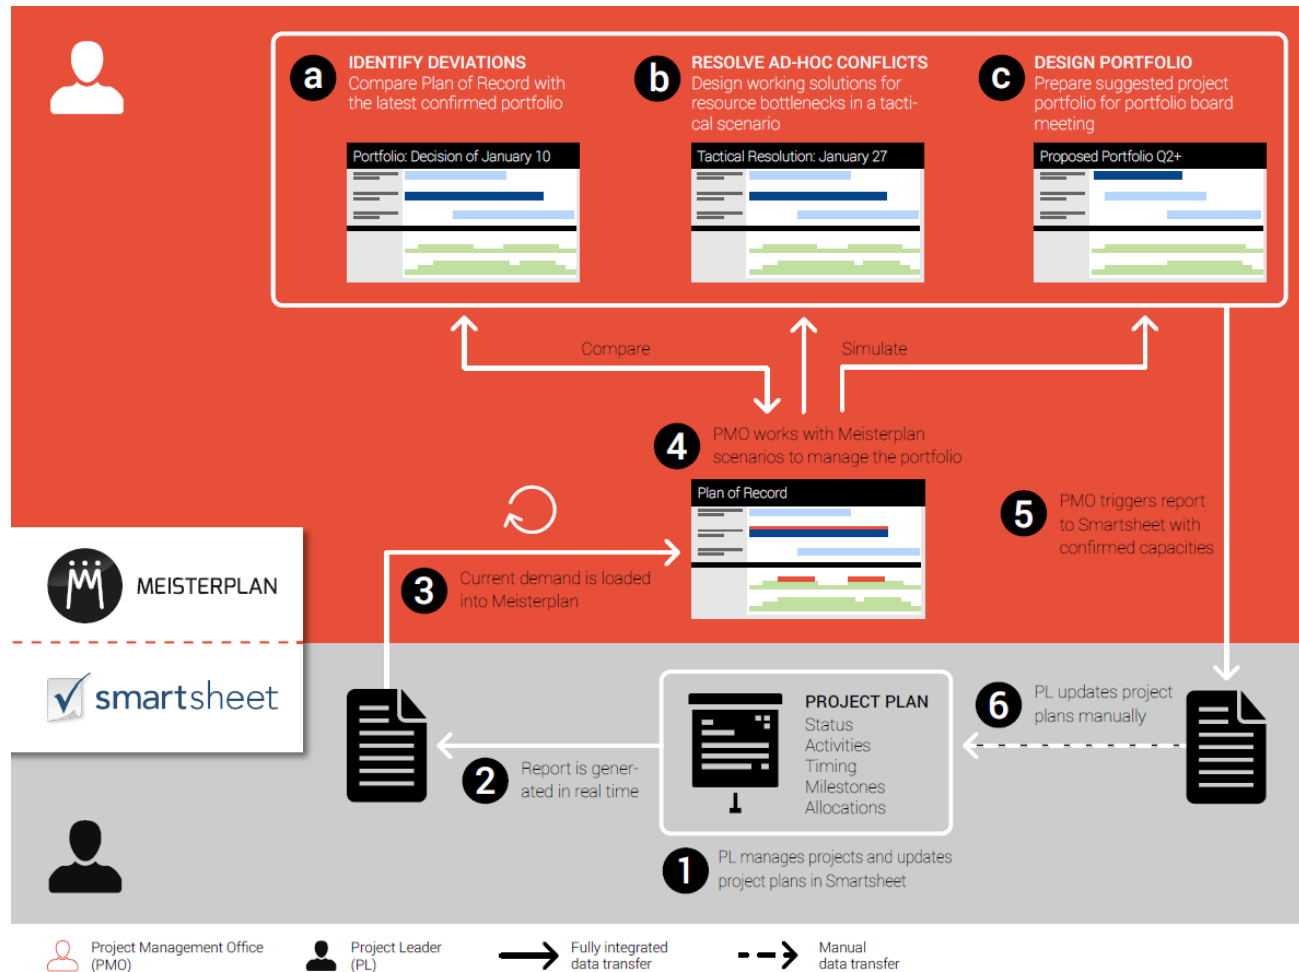 a
IDENTIFY DEVIATIONS
Compare Plan of Record with
the latest confirmed portfolio
Portfolio: Decision of January 10
b
RESOLVE AD-HOC CONFLICTS
Design working solutions for
resource bottlenecks in a tacti-
cal scenario
Tactical Resolution: January 27
c
DESIGN PORTFOLIO
Prepare suggested project
portfolio for portfolio board
meeting
Proposed Portfolio Q2+
Compare
Simulate
4
PMO works with Meisterplan
scenarios to manage the portfolio
Plan of Record
5
PMO triggers report
to Smartsheet with
confirmed capacities
3
Current demand is loaded
into Meisterplan
MEISTERPLAN
smartsheet
PROJECT PLAN
Status
Activities
Timing
Milestones
Allocations
6
PL updates project
plans manually
2
Report is gener-
ated in real time
1
PL manages projects and updates
project plans in Smartsheet
Project Management Office
(PMO)
Project Leader
(PL)
Fully integrated
data transfer
Manual
data transfer